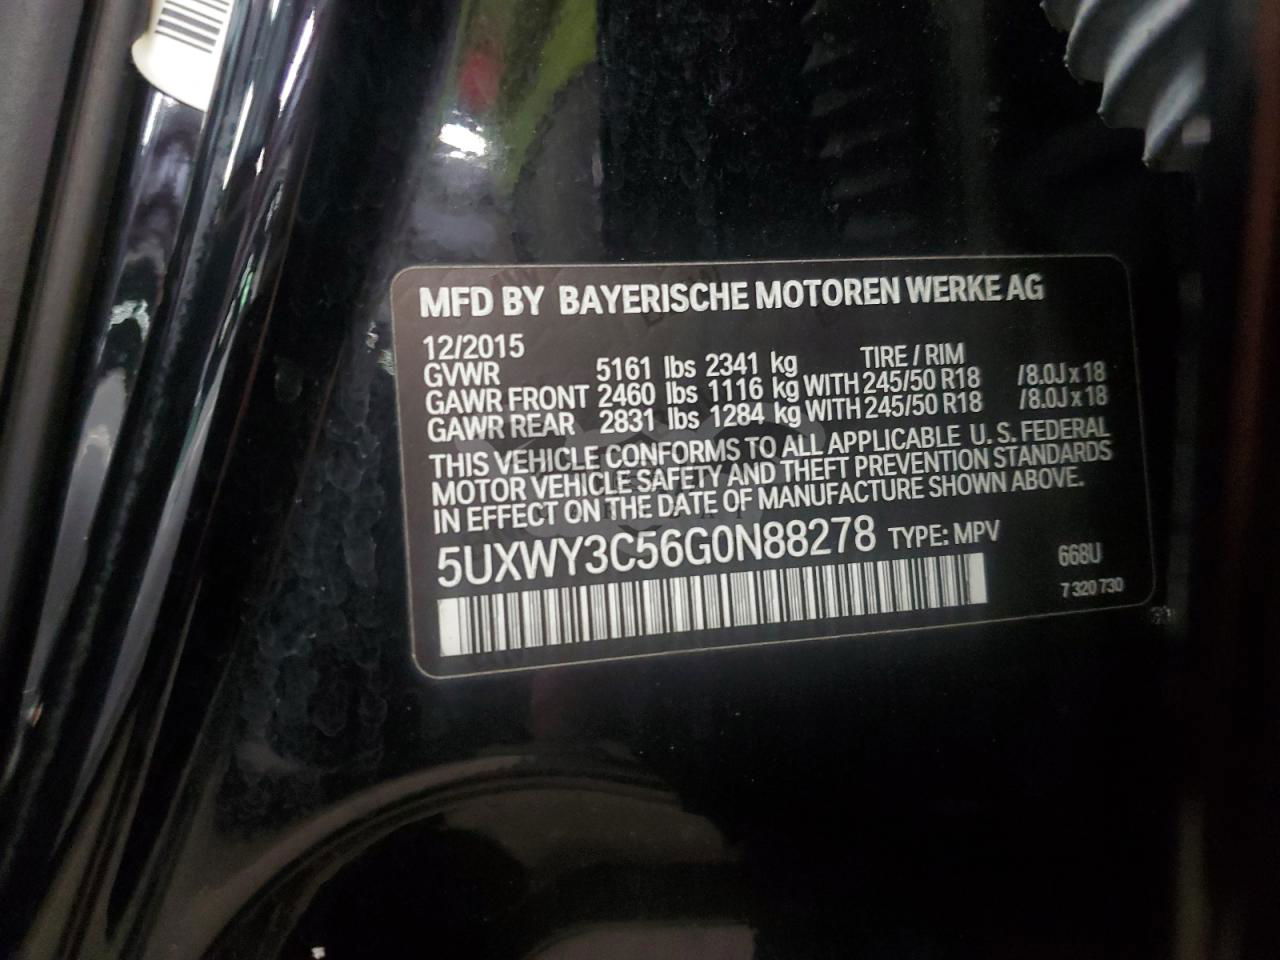 MFD BY BAYERISCHE MOTOREN WERKE AG
12/2015
GVWR 5161 lbs 2341 kg TIRE / RIM
GAWR FRONT 2460 lbs 1116 kg WITH 245/50 R18 /8.0J x 18
GAWR REAR 2831 lbs 1284 kg WITH 245/50 R18 /8.0J x 18
THIS VEHICLE CONFORMS TO ALL APPLICABLE U.S. FEDERAL
MOTOR VEHICLE SAFETY AND THEFT PREVENTION STANDARDS
IN EFFECT ON THE DATE OF MANUFACTURE SHOWN ABOVE.
5UXWY3C56G0N88278 TYPE: MPV
668U
7 320 730